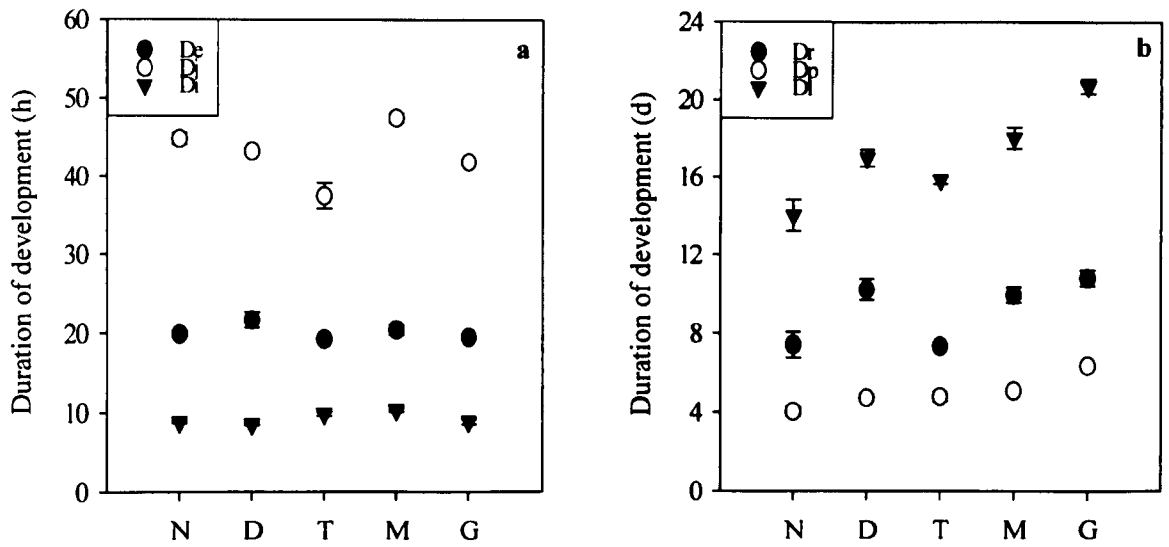 Duration of development (h)
60
50
40
30
20
10
0
De
Dj
Di
a
N D T M G
Duration of development (d)
24
20
16
12
8
4
0
Dr
Dp
Dl
b
N D T M G